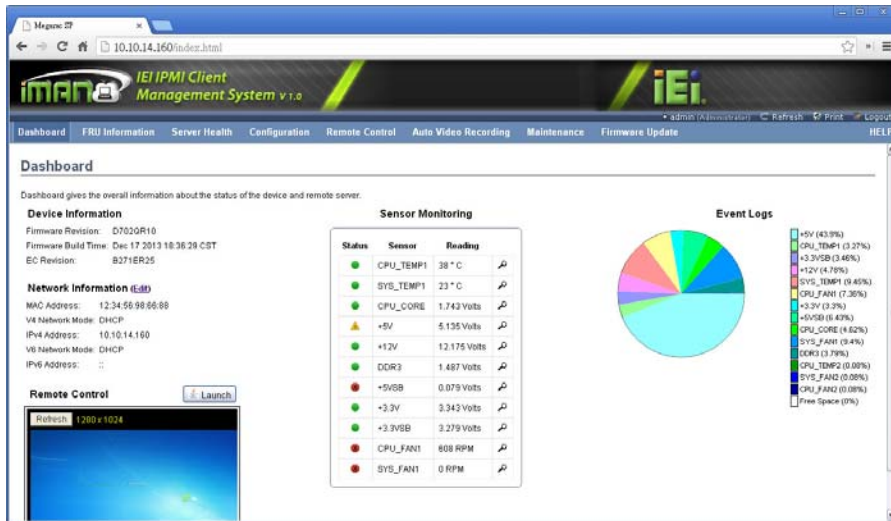 Megarac SP
10.10.14.160/index.html
iMAN
IEI IPMI Client
Management System v 1.0
iEi
admin (Administrator) Refresh Print Logout
Dashboard FRU Information Server Health Configuration Remote Control Auto Video Recording Maintenance Firmware Update HELP
Dashboard
Dashboard gives the overall information about the status of the device and remote server.
Device Information
Firmware Revision: D702QR10
Firmware Build Time: Dec 17 2013 18:36:29 CST
EC Revision: B271ER25
Network Information (Edit)
MAC Address: 12:34:56:98:66:88
V4 Network Mode: DHCP
IPv4 Address: 10.10.14.160
V6 Network Mode: DHCP
IPv6 Address: ::
Remote Control Launch
Refresh 1280 x 1024
Sensor Monitoring
Status Sensor Reading
CPU_TEMP1 38 ° C
SYS_TEMP1 23 ° C
CPU_CORE 1.743 Volts
+5V 5.135 Volts
+12V 12.175 Volts
DDR3 1.487 Volts
+5VSB 0.079 Volts
+3.3V 3.343 Volts
+3.3VSB 3.279 Volts
CPU_FAN1 608 RPM
SYS_FAN1 0 RPM
Event Logs
+5V (43.9%)
CPU_TEMP1 (3.27%)
+3.3VSB (3.46%)
+12V (4.78%)
SYS_TEMP1 (9.45%)
CPU_FAN1 (7.36%)
+3.3V (3.3%)
+5VSB (6.43%)
CPU_CORE (4.62%)
SYS_FAN1 (9.4%)
DDR3 (3.79%)
CPU_TEMP2 (0.08%)
SYS_FAN2 (0.08%)
CPU_FAN2 (0.08%)
Free Space (0%)